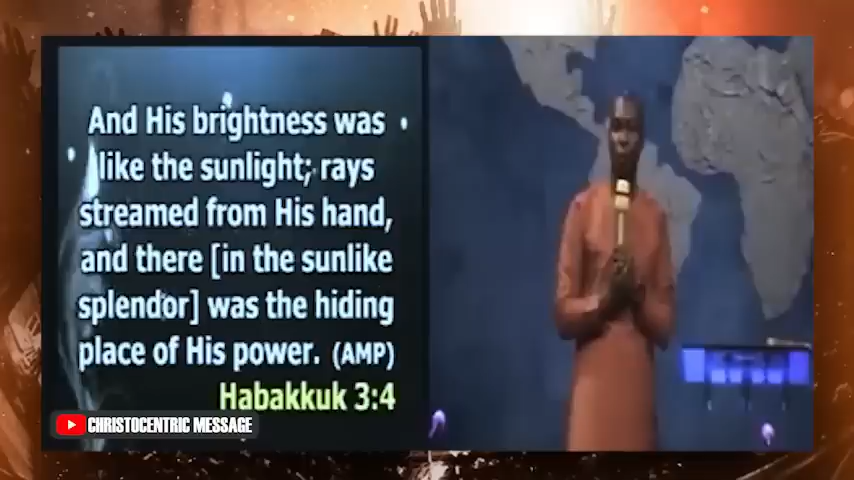 And His brightness was
like the sunlight; rays
streamed from His hand,
and there [in the sunlike
splendor] was the hiding
place of His power. (AMP)
Habakkuk 3:4
CHRISTOCENTRIC MESSAGE